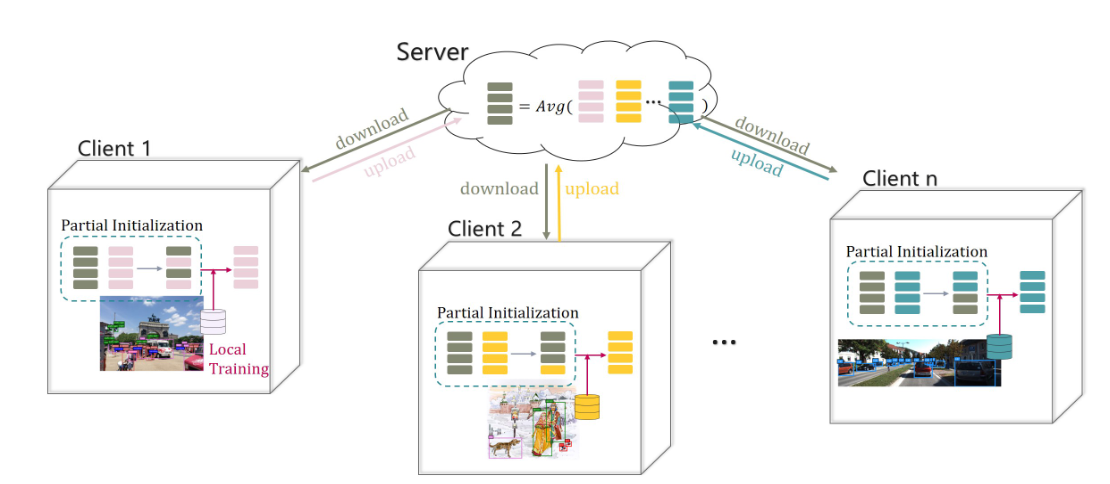 Server
= Avg(
...
)
download
upload
download
upload
download
upload
Client 1
Partial Initialization
Local
Training
Client 2
Partial Initialization
...
Client n
Partial Initialization